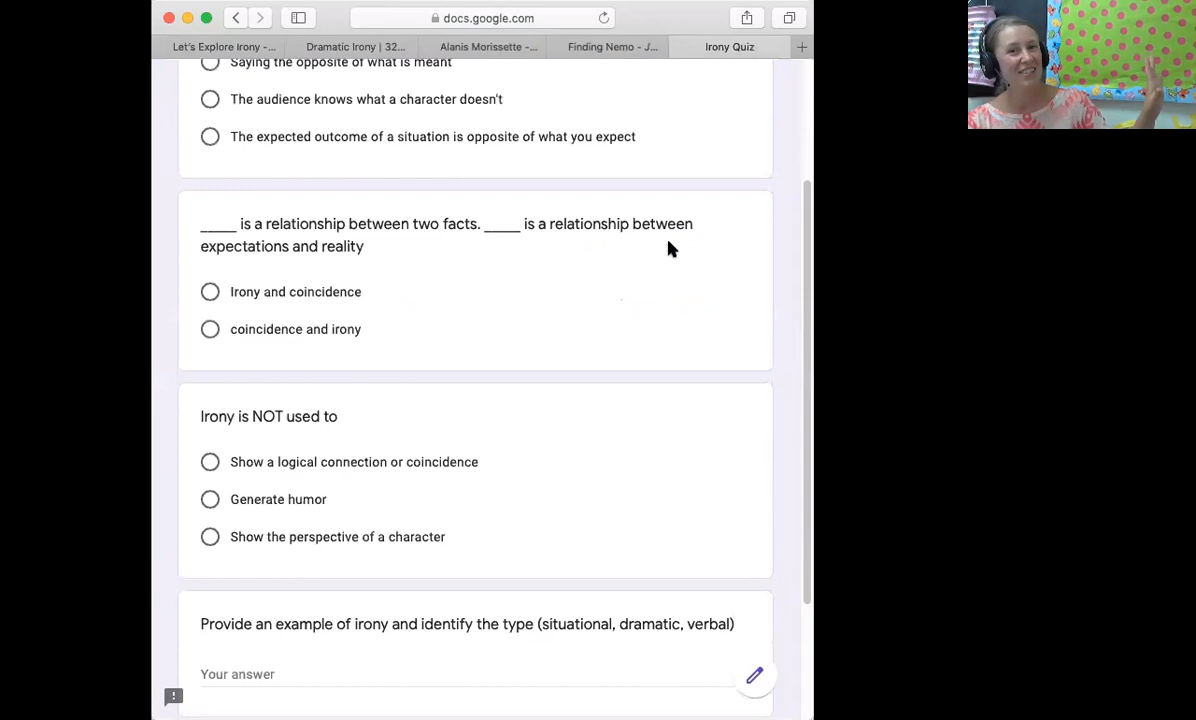 docs.google.com
Let's Explore irony -...
Dramatic Irony | 32...
Alanis Morissette -...
Finding Nemo - J...
Irony Quiz
Saying the opposite of what is meant
The audience knows what a character doesn't
The expected outcome of a situation is opposite of what you expect
_____ is a relationship between two facts. _____ is a relationship between
expectations and reality
Irony and coincidence
coincidence and irony
Irony is NOT used to
Show a logical connection or coincidence
Generate humor
Show the perspective of a character
Provide an example of irony and identify the type (situational, dramatic, verbal)
Your answer